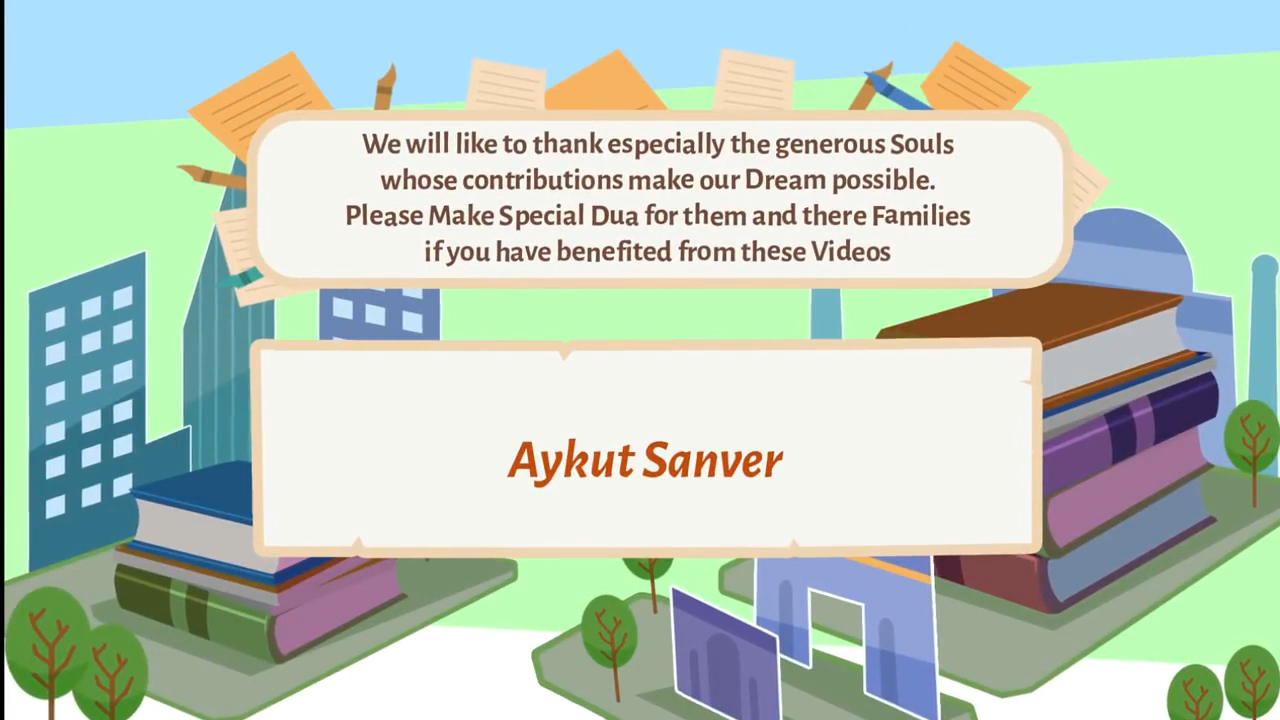 We will like to thank especially the generous Souls
whose contributions make our Dream possible.
Please Make Special Dua for them and there Families
if you have benefited from these Videos
Aykut Sanver